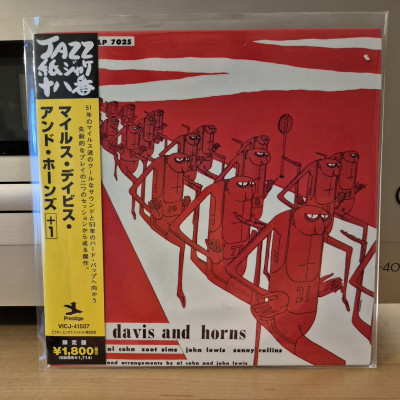 JAZZ
紙ジャケ
十八番
マイルス・デイビス・
アンド・ホーンズ+1
51年のマイルス流のクールなサウンドと53年のハード・バップへ向かう
先鋭的なプレイの二つのセッションから成る傑作。
Prestige
VICJ-41507
限定盤
¥1,800
LP 7025
davis and horns
al cohn zoot sims john lewis sonny rollins
and arrangements by al cohn and john lewis
21